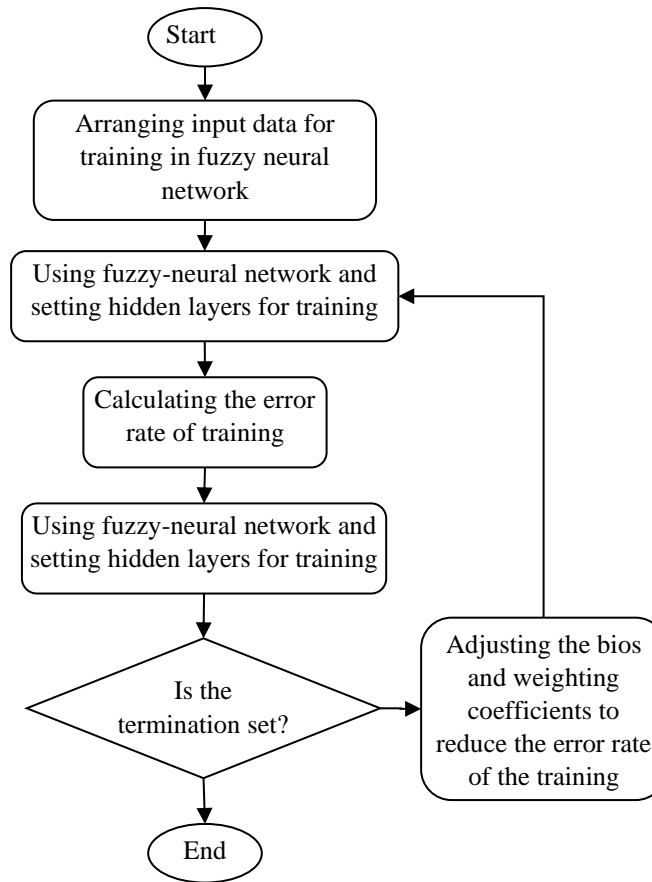 Start
Arranging input data for
training in fuzzy neural
network
Using fuzzy-neural network and
setting hidden layers for training
Calculating the error
rate of training
Using fuzzy-neural network and
setting hidden layers for training
Is the
termination set?
Adjusting the bios
and weighting
coefficients to
reduce the error rate
of the training
End